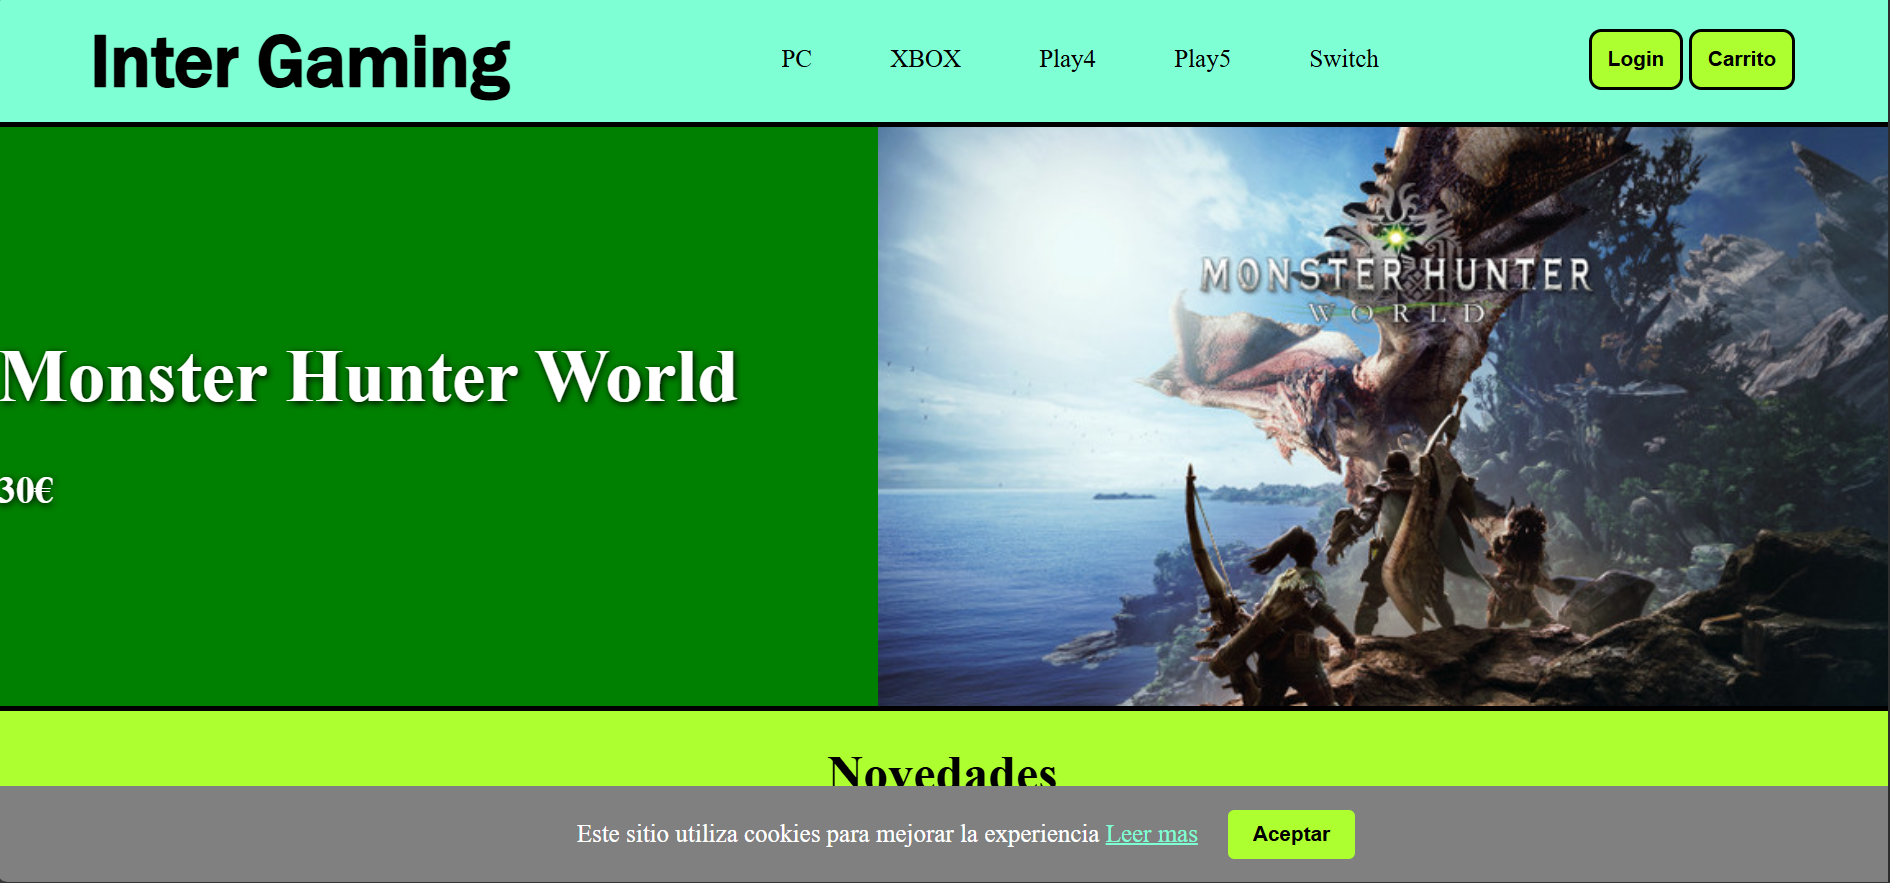 Inter Gaming
PC XBOX Play4 Play5 Switch
Login Carrito
MONSTER HUNTER
WORLD
Monster Hunter World
30€
Novedades
Este sitio utiliza cookies para mejorar la experiencia Leer mas Aceptar